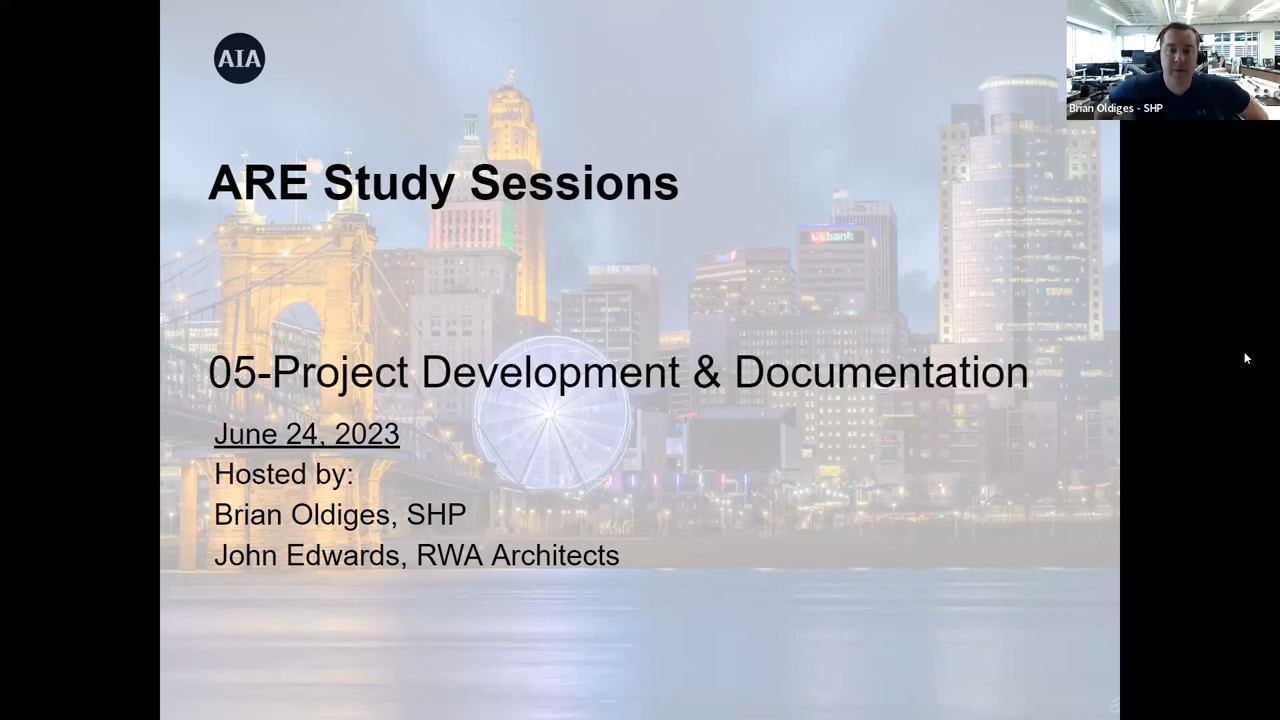 AIA
Brian Oldiges - SHP
ARE Study Sessions
usbank
05-Project Development & Documentation
June 24, 2023
Hosted by:
Brian Oldiges, SHP
John Edwards, RWA Architects